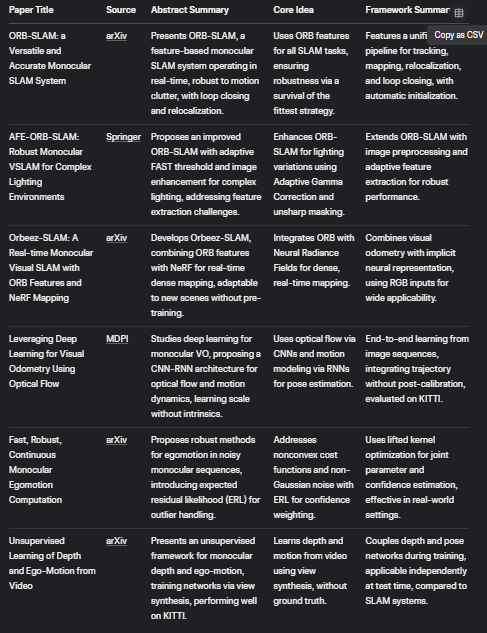 Paper Title Source Abstract Summary Core Idea Framework Summar
Copy as CSV
ORB-SLAM: a arXiv Presents ORB-SLAM, a Uses ORB features Features a unifi
Versatile and feature-based monocular for all SLAM tasks, pipeline for tracking,
Accurate Monocular SLAM system operating in ensuring mapping, relocalization,
SLAM System real-time, robust to motion robustness via a and loop closing, with
clutter, with loop closing survival of the automatic initialization.
and relocalization. fittest strategy.
AFE-ORB-SLAM: Springer Proposes an improved Enhances ORB- Extends ORB-SLAM with
Robust Monocular ORB-SLAM with adaptive SLAM for lighting image preprocessing and
VSLAM for Complex FAST threshold and image variations using adaptive feature
Lighting enhancement for complex Adaptive Gamma extraction for robust
Environments lighting, addressing feature Correction and performance.
extraction challenges. unsharp masking.
Orbeez-SLAM: A arXiv Develops Orbeez-SLAM, Integrates ORB with Combines visual
Real-time Monocular combining ORB features Neural Radiance odometry with implicit
Visual SLAM with with NeRF for real-time Fields for dense, neural representation,
ORB Features and dense mapping, adaptable real-time mapping. using RGB inputs for
NeRF Mapping to new scenes without pre- wide applicability.
training.
Leveraging Deep MDPI Studies deep learning for Uses optical flow via End-to-end learning from
Learning for Visual monocular VO, proposing a CNNs and motion image sequences,
Odometry Using CNN-RNN architecture for modeling via RNNs integrating trajectory
Optical Flow optical flow and motion for pose estimation. without post-calibration,
dynamics, learning scale evaluated on KITTI.
without intrinsics.
Fast, Robust, arXiv Proposes robust methods Addresses Uses lifted kernel
Continuous for egomotion in noisy nonconvex cost optimization for joint
Monocular monocular sequences, functions and non- parameter and
Egomotion introducing expected Gaussian noise with confidence estimation,
Computation residual likelihood (ERL) for ERL for confidence effective in real-world
outlier handling. weighting. settings.
Unsupervised arXiv Presents an unsupervised Learns depth and Couples depth and pose
Learning of Depth framework for monocular motion from video networks during training,
and Ego-Motion from depth and ego-motion, using view applicable independently
Video training networks via view synthesis, without at test time, compared to
synthesis, performing well ground truth. SLAM systems.
on KITTI.